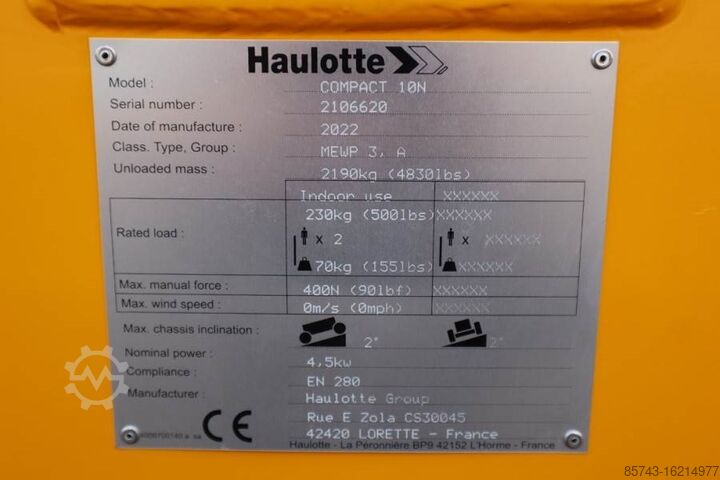 Haulotte
Model : COMPACT 10N
Serial number : 2106620
Date of manufacture : 2022
Class. Type, Group : MEWP 3, A
Unloaded mass : 2190kg (4830lbs)
Indoor use XXXXXX
230kg (500lbs) XXXXXX
Rated load : x 2 x XXXXXX
70kg (155lbs) XXXXXX
Max. manual force : 400N (90lbf) XXXXXX
Max. wind speed : 0m/s (0mph) XXXXXX
Max. chassis inclination : 2° 2°
Nominal power : 4,5kw
Compliance : EN 280
Manufacturer : Haulotte Group
Rue E Zola CS30045
CE 42420 LORETTE - France
Haulotte - La Péronnière BP9 42152 L'Horme - France
85743-16214977